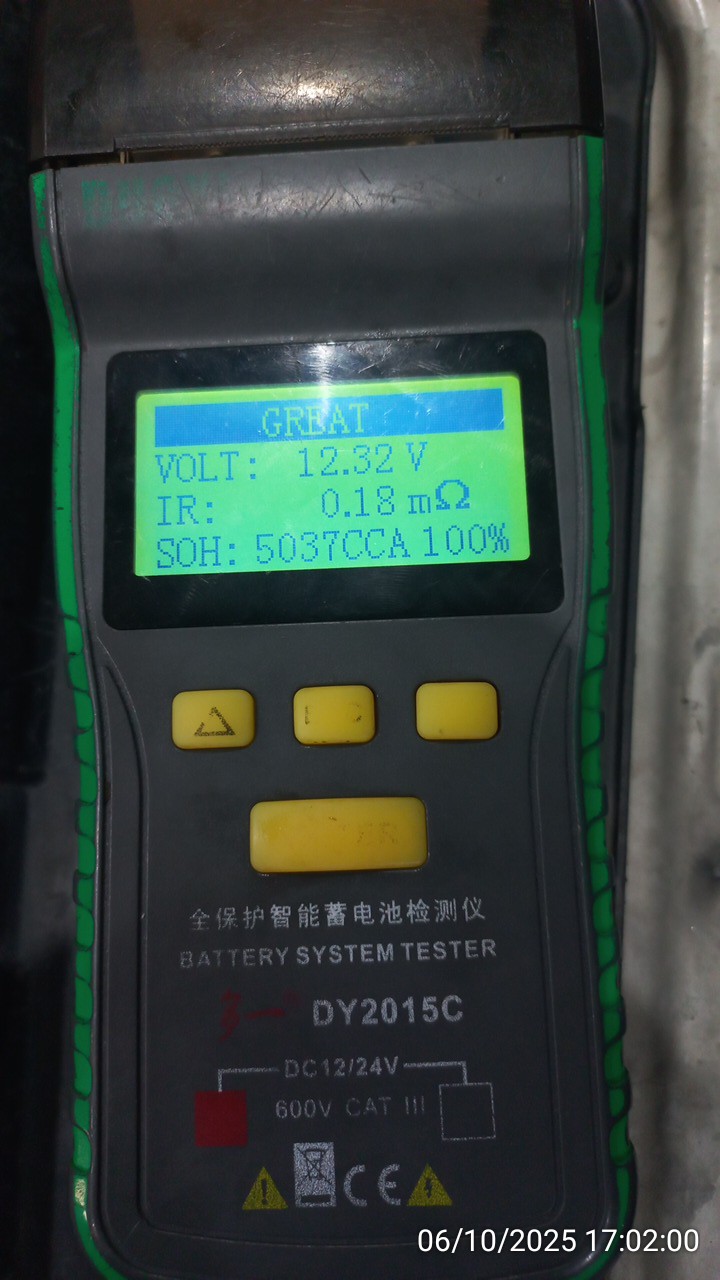 GREAT
VOLT: 12.32 V
IR: 0.18 mΩ
SOH: 5037CCA 100%
全保护智能蓄电池检测仪
BATTERY SYSTEM TESTER
DY2015C
DC12/24V
600V CAT III
CE
06/10/2025 17:02:00